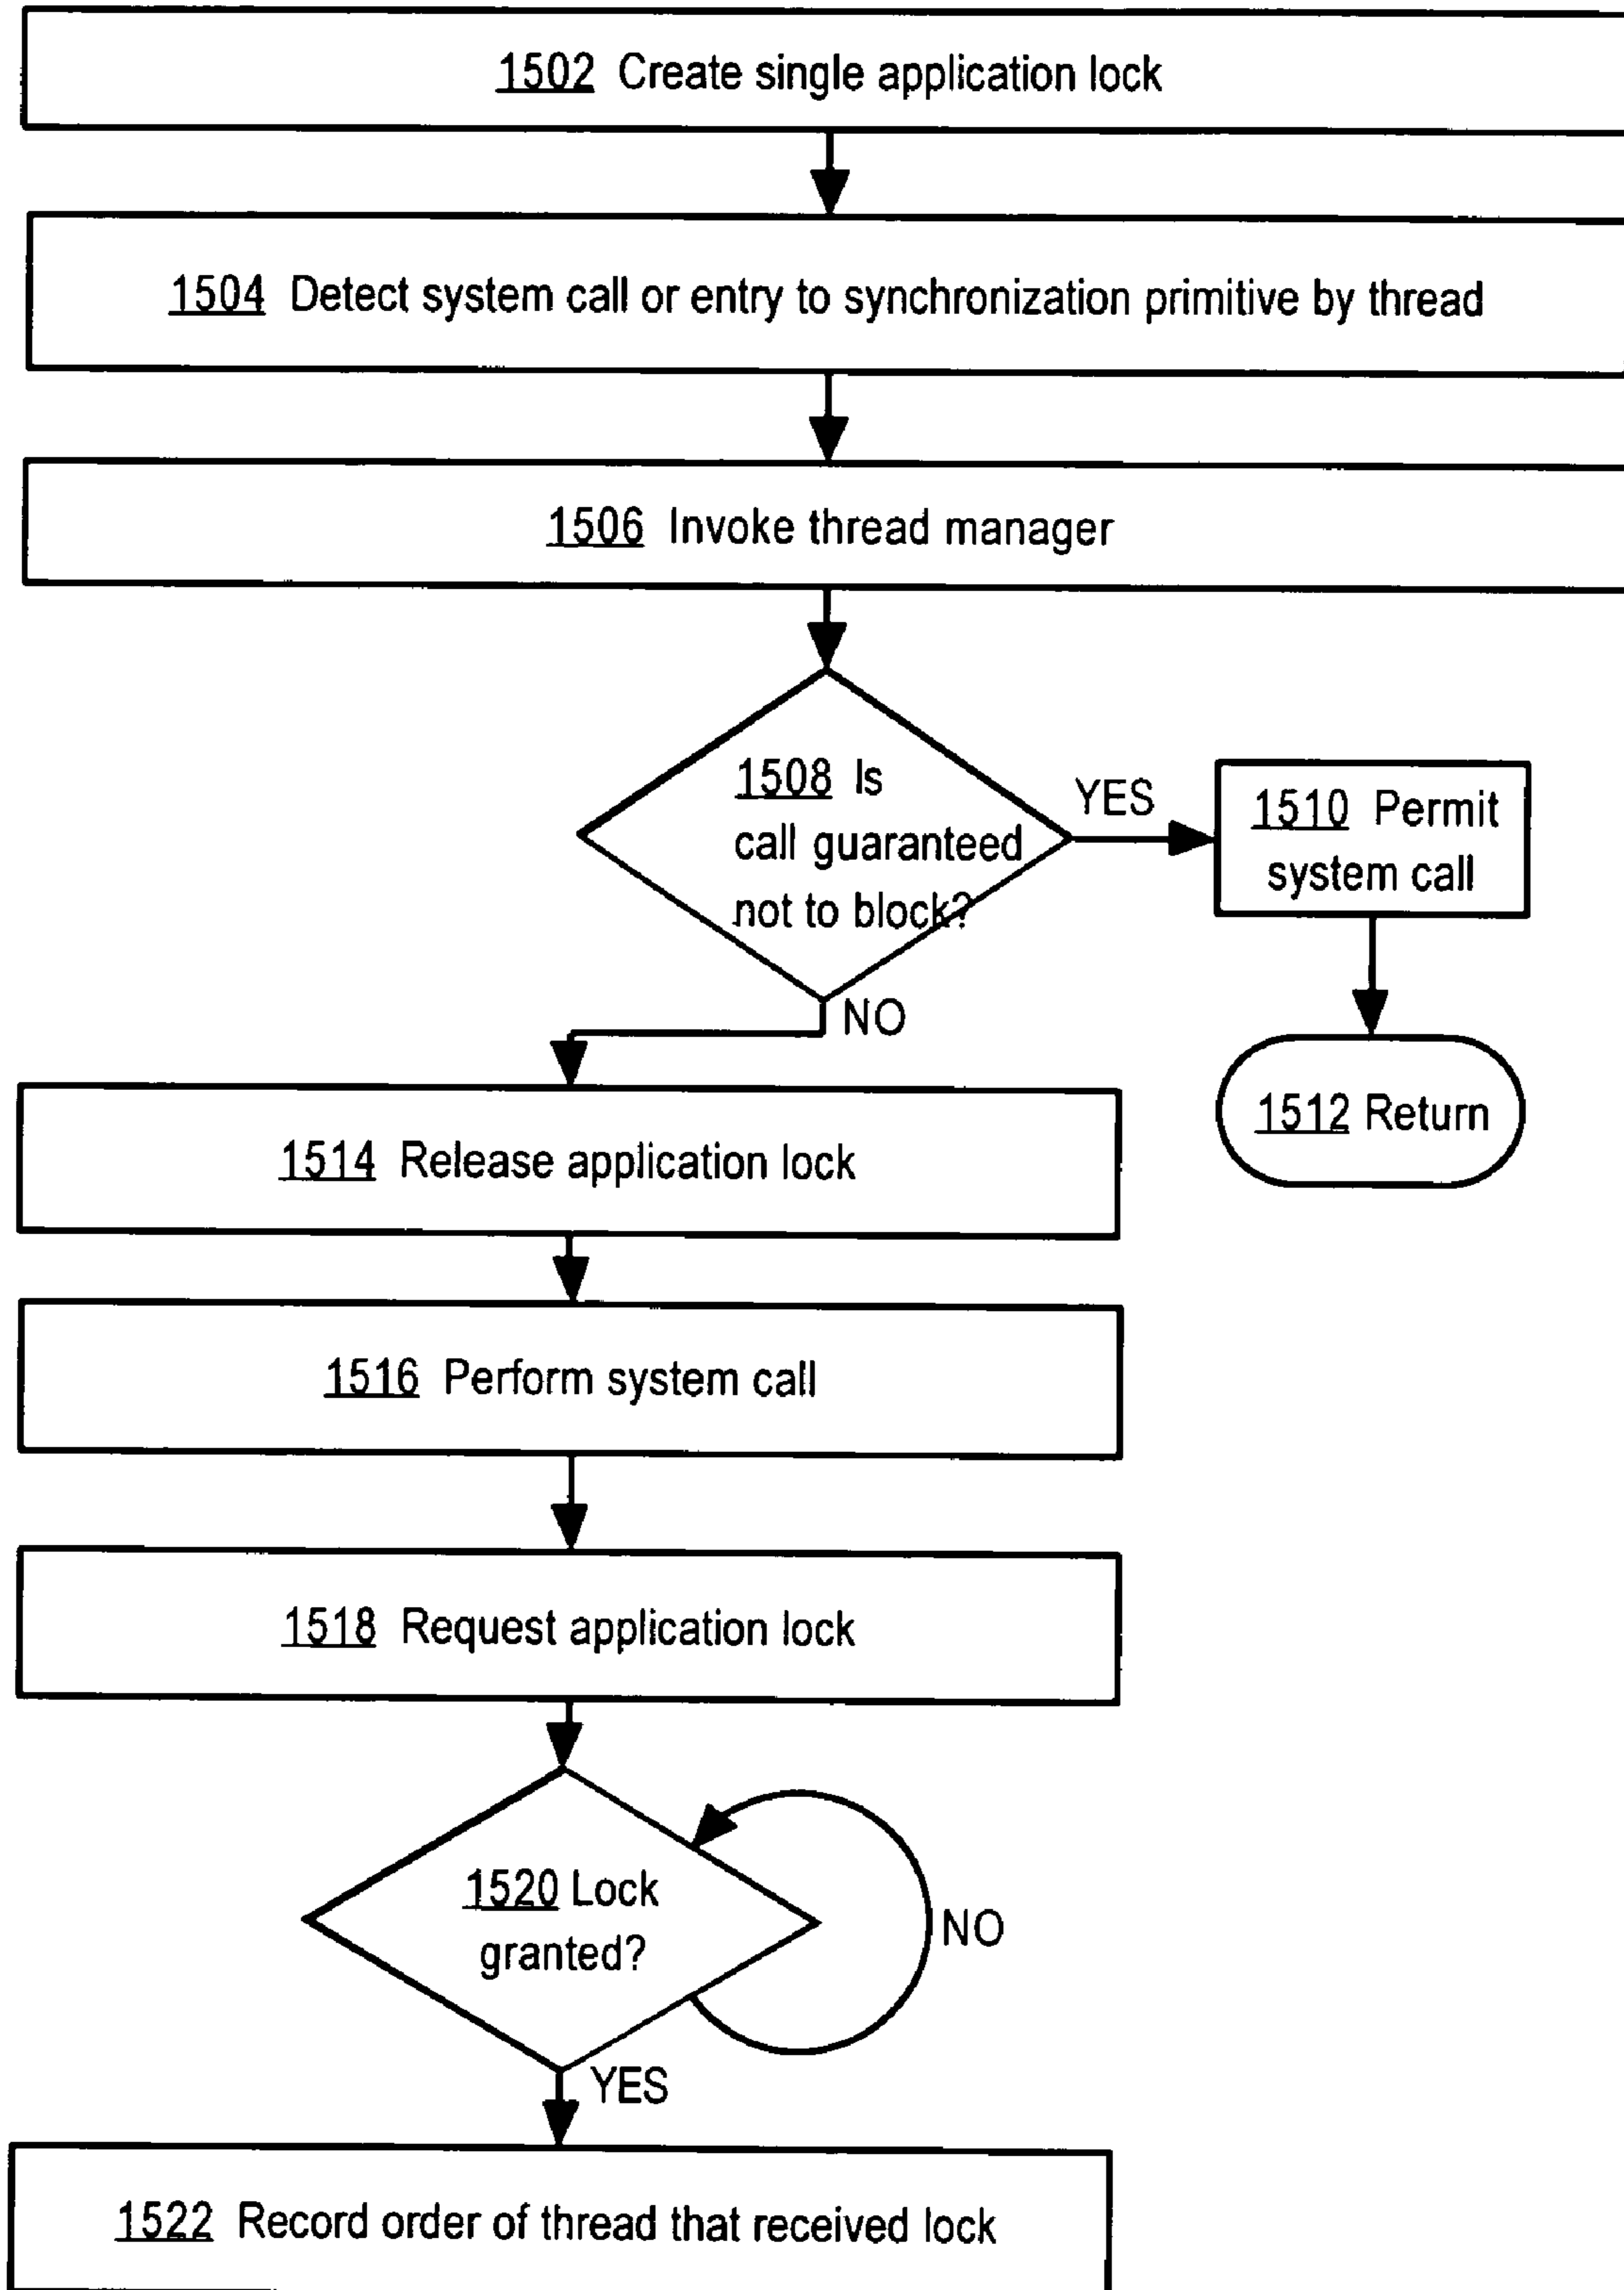 1502 Create single application lock
1504 Detect system call or entry to synchronization primitive by thread
1506 Invoke thread manager
1508 Is
call guaranteed
not to block?
YES
1510 Permit
system call
NO
1512 Return
1514 Release application lock
1516 Perform system call
1518 Request application lock
1520 Lock
granted?
NO
YES
1522 Record order of thread that received lock